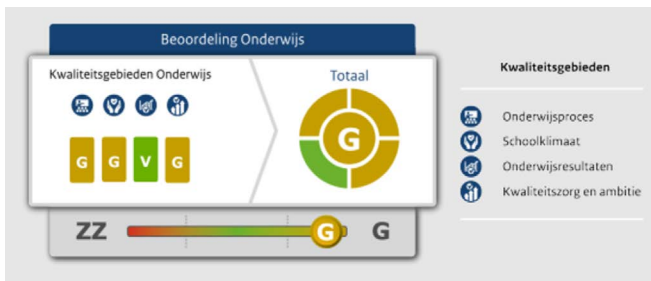 Beoordeling Onderwijs
Kwaliteitsgebieden Onderwijs
Totaal
G G V G
G
ZZ G G
Kwaliteitsgebieden
Onderwijsproces
Schoolklimaat
Onderwijsresultaten
Kwaliteitszorg en ambitie